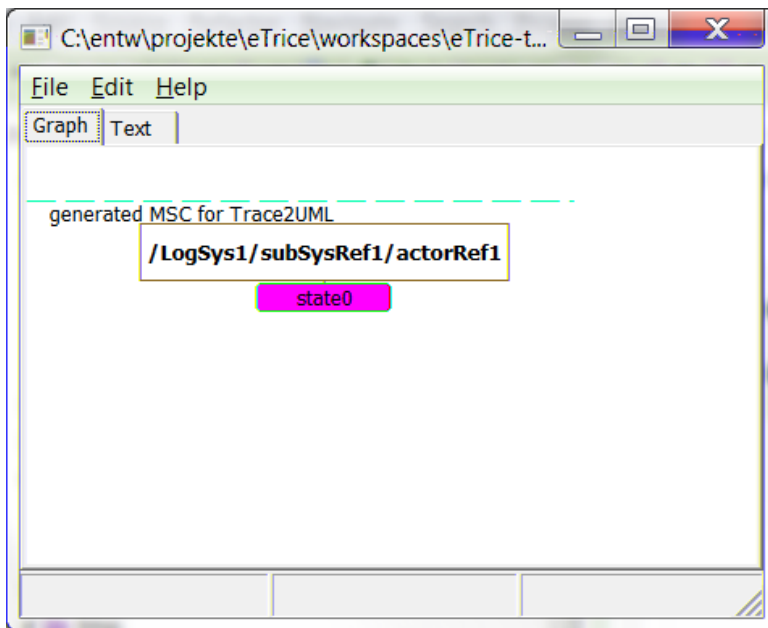 C:\entw\projekte\eTrice\workspaces\eTrice-t...
File Edit Help
Graph Text
generated MSC for Trace2UML
/LogSys1/subSysRef1/actorRef1
state0